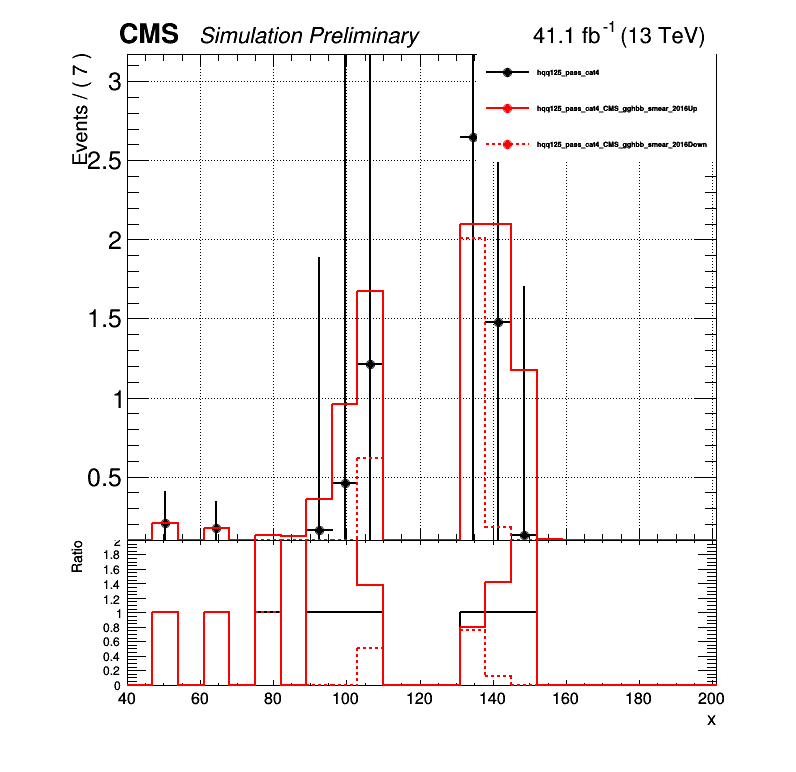 CMS Simulation Preliminary 41.1 fb⁻¹ (13 TeV)
Events / ( 7 )
3
2.5
2
1.5
1
0.5
hqq125_pass_cat4
hqq125_pass_cat4_CMS_gghbb_smear_2016Up
hqq125_pass_cat4_CMS_gghbb_smear_2016Down
Ratio
2
1.8
1.6
1.4
1.2
1
0.8
0.6
0.4
0.2
0
40 60 80 100 120 140 160 180 200
x